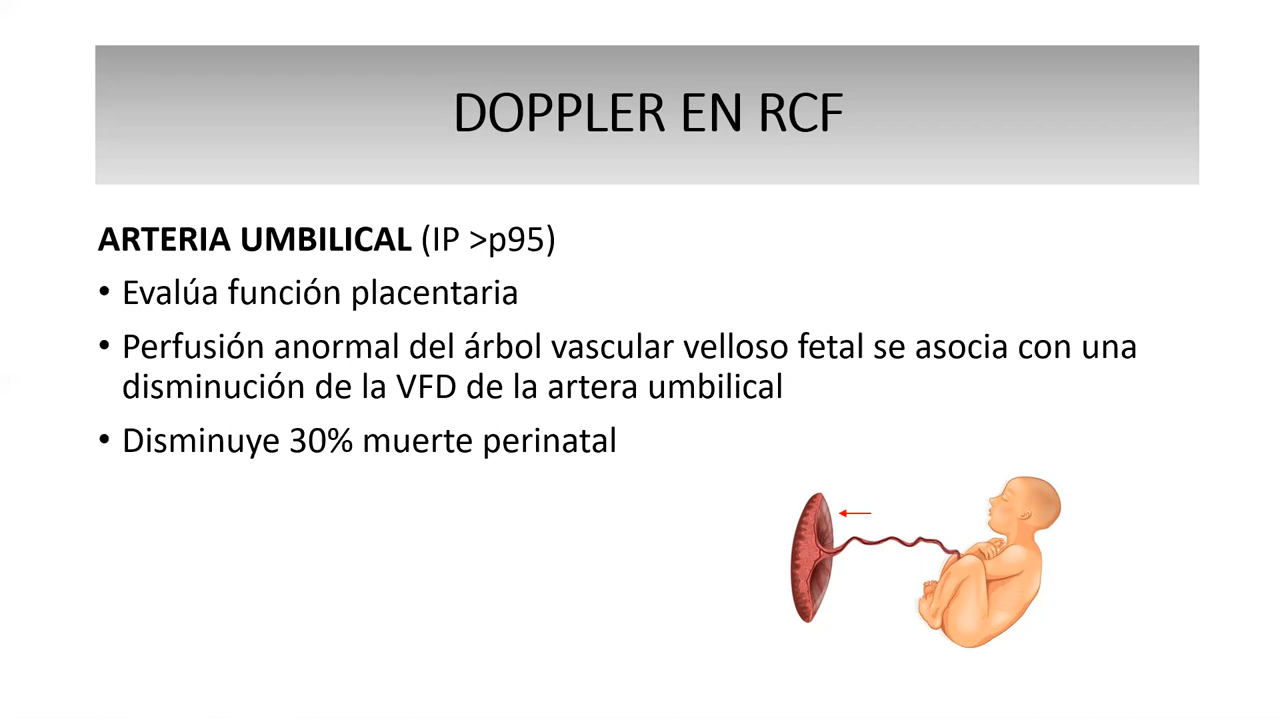 DOPPLER EN RCF
ARTERIA UMBILICAL (IP >p95)
• Evalúa función placentaria
• Perfusión anormal del árbol vascular velloso fetal se asocia con una
disminución de la VFD de la artera umbilical
• Disminuye 30% muerte perinatal